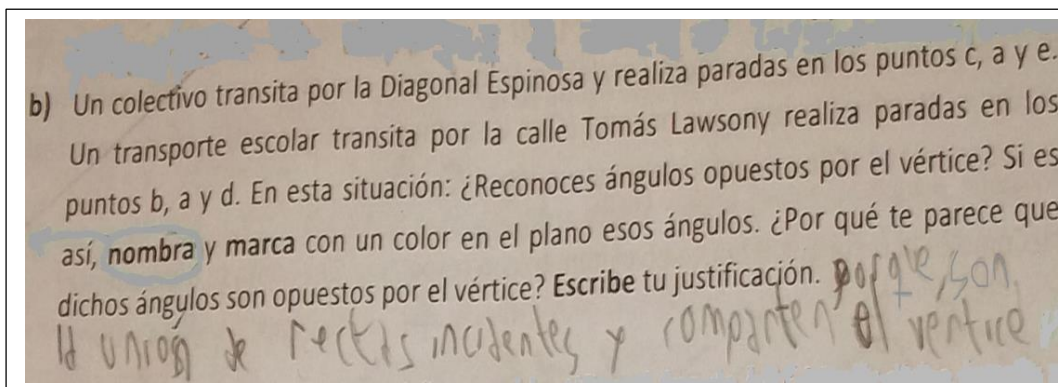 b) Un colectivo transita por la Diagonal Espinosa y realiza paradas en los puntos c, a y e.
Un transporte escolar transita por la calle Tomás Lawsony realiza paradas en los
puntos b, a y d. En esta situación: ¿Reconoces ángulos opuestos por el vértice? Si es
así, nombra y marca con un color en el plano esos ángulos. ¿Por qué te parece que
dichos ángulos son opuestos por el vértice? Escribe tu justificación. porque, son
la union de rectas incidentes y comparten el vertice